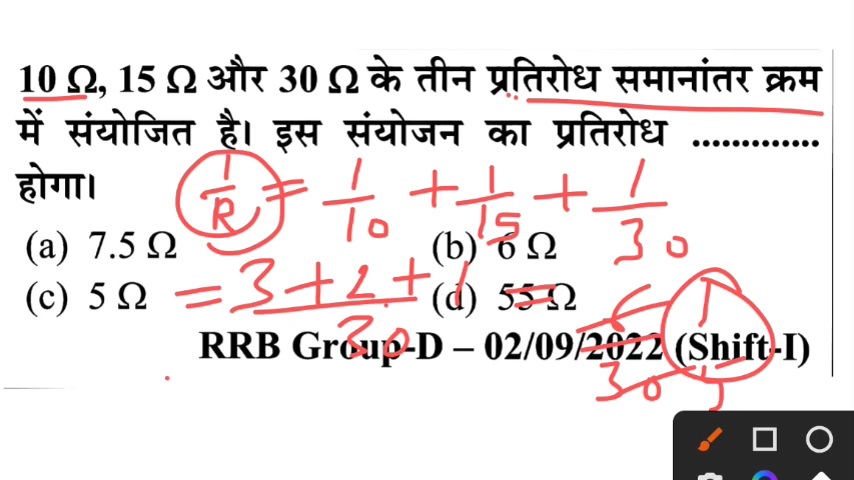 10 Ω, 15 Ω और 30 Ω के तीन प्रतिरोध समानांतर क्रम
में संयोजित है। इस संयोजन का प्रतिरोध ..............
होगा।
1/R = 1/10 + 1/15 + 1/30
(a) 7.5 Ω (b) 6 Ω
(c) 5 Ω (d) 55 Ω
= 3 + 2 + 1 / 30 = 6/30 1/5
RRB Group-D – 02/09/2022 (Shift-I)